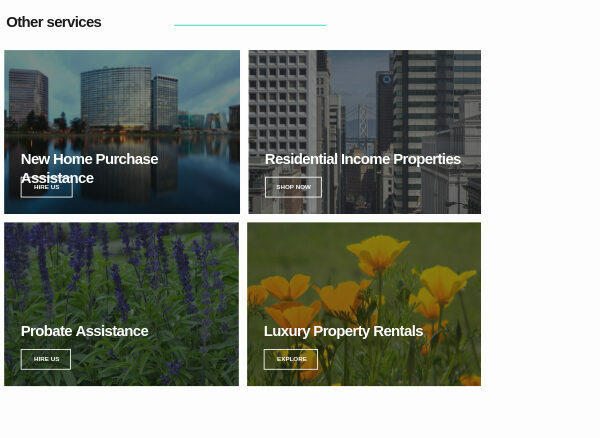 Other services
New Home Purchase
Assistance
HIRE US
Residential Income Properties
SHOP NOW
Probate Assistance
HIRE US
Luxury Property Rentals
EXPLORE